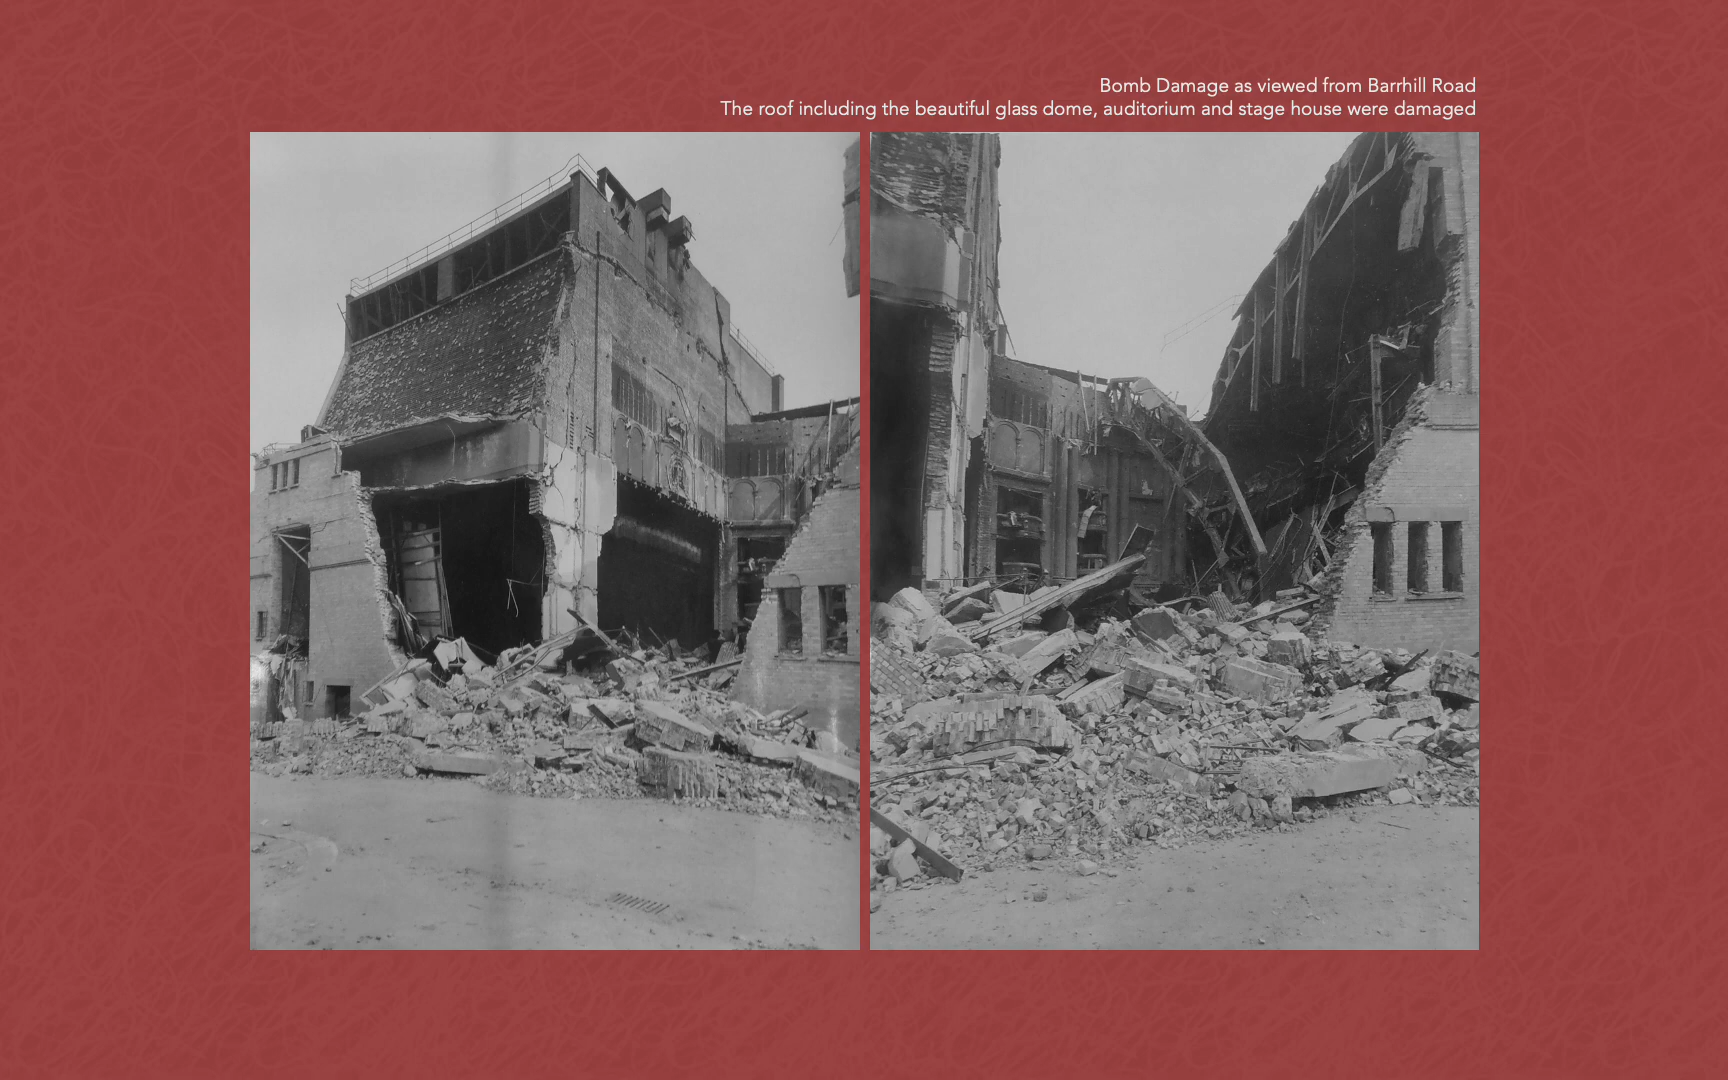 Bomb Damage as viewed from Barrhill Road
The roof including the beautiful glass dome, auditorium and stage house were damaged